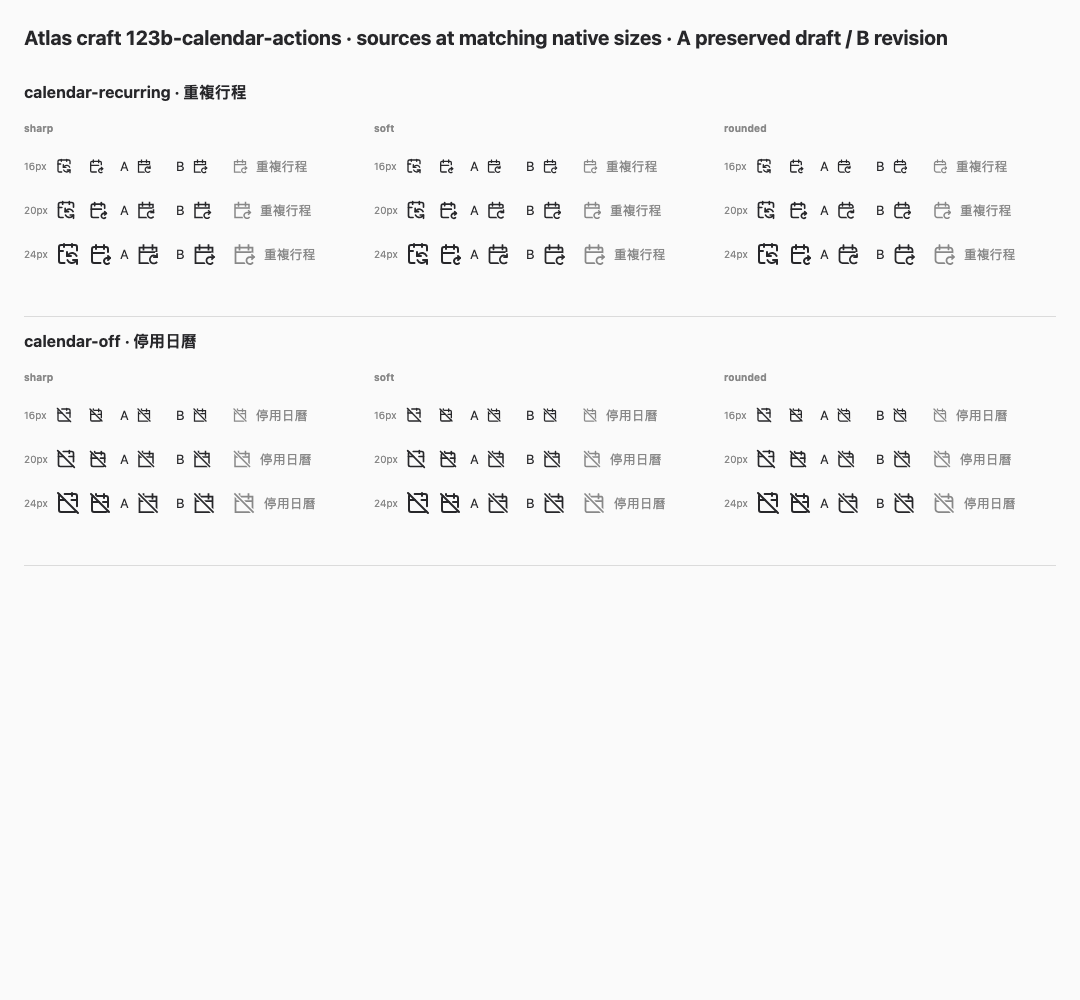 Atlas craft 123b-calendar-actions · sources at matching native sizes · A preserved draft / B revision
calendar-recurring · 重複行程
sharp soft rounded
16px A B 重複行程 16px A B 重複行程 16px A B 重複行程
20px A B 重複行程 20px A B 重複行程 20px A B 重複行程
24px A B 重複行程 24px A B 重複行程 24px A B 重複行程
calendar-off · 停用日曆
sharp soft rounded
16px A B 停用日曆 16px A B 停用日曆 16px A B 停用日曆
20px A B 停用日曆 20px A B 停用日曆 20px A B 停用日曆
24px A B 停用日曆 24px A B 停用日曆 24px A B 停用日曆